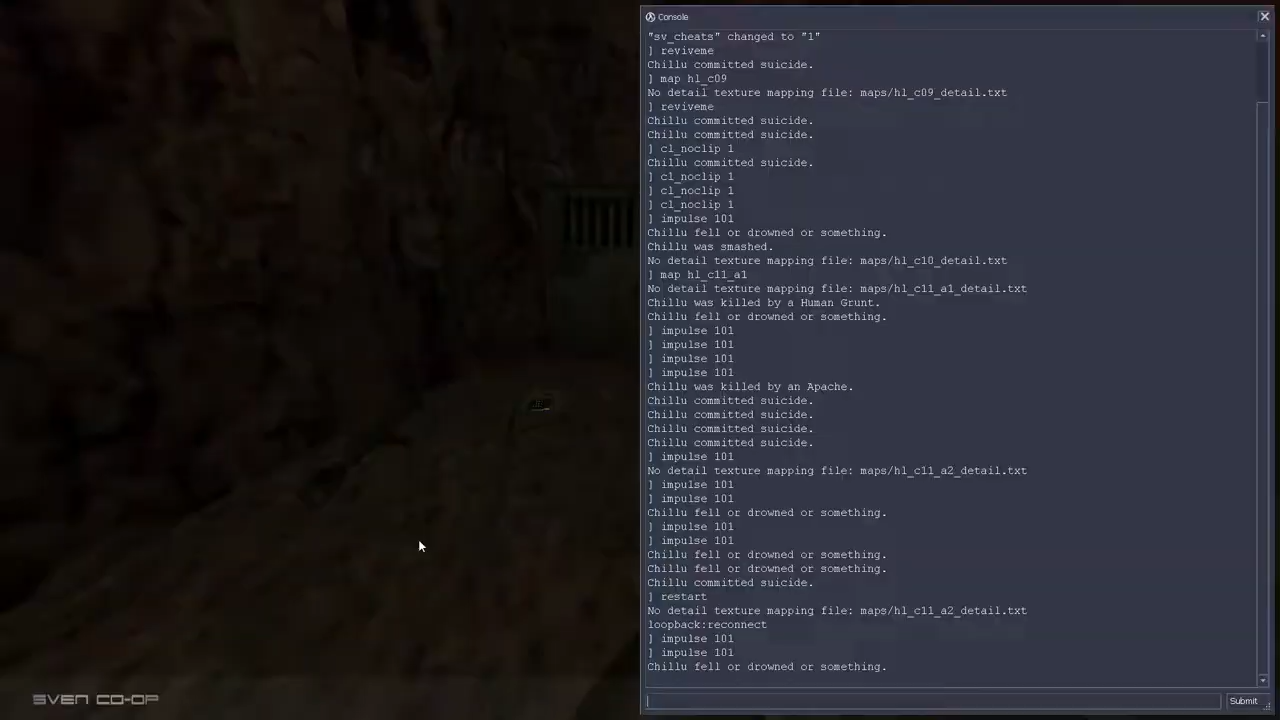 Console
"sv_cheats" changed to "1"
] reviveme
Chillu committed suicide.
] map hl_c09
No detail texture mapping file: maps/hl_c09_detail.txt
] reviveme
Chillu committed suicide.
Chillu committed suicide.
] cl_noclip 1
Chillu committed suicide.
] cl_noclip 1
] cl_noclip 1
] cl_noclip 1
] impulse 101
Chillu fell or drowned or something.
Chillu was smashed.
No detail texture mapping file: maps/hl_c10_detail.txt
] map hl_c11_a1
No detail texture mapping file: maps/hl_c11_a1_detail.txt
Chillu was killed by a Human Grunt.
Chillu fell or drowned or something.
] impulse 101
] impulse 101
] impulse 101
] impulse 101
Chillu was killed by an Apache.
Chillu committed suicide.
Chillu committed suicide.
Chillu committed suicide.
Chillu committed suicide.
] impulse 101
No detail texture mapping file: maps/hl_c11_a2_detail.txt
] impulse 101
] impulse 101
Chillu fell or drowned or something.
] impulse 101
] impulse 101
Chillu fell or drowned or something.
Chillu fell or drowned or something.
Chillu committed suicide.
] restart
No detail texture mapping file: maps/hl_c11_a2_detail.txt
loopback:reconnect
] impulse 101
] impulse 101
Chillu fell or drowned or something.
Submit
SVEN CO-OP